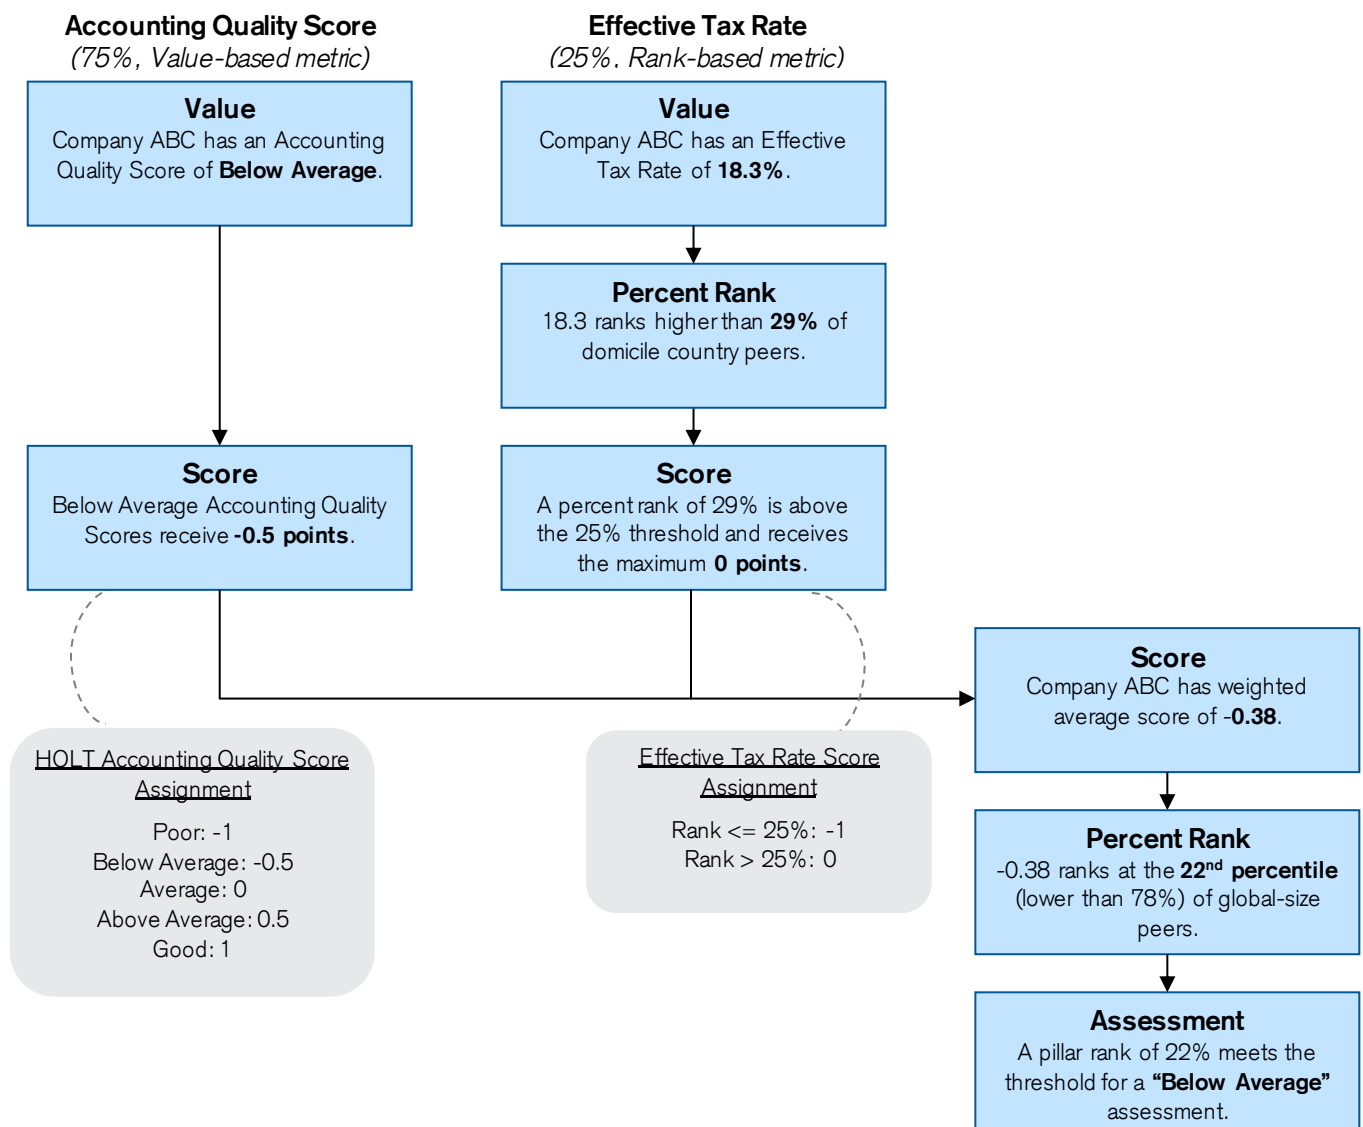 Accounting Quality Score
(75%, Value-based metric)
Value
Company ABC has an Accounting
Quality Score of Below Average.
Score
Below Average Accounting Quality
Scores receive -0.5 points.
HOLT Accounting Quality Score
Assignment
Poor: -1
Below Average: -0.5
Average: 0
Above Average: 0.5
Good: 1
Effective Tax Rate
(25%, Rank-based metric)
Value
Company ABC has an Effective
Tax Rate of 18.3%.
Percent Rank
18.3 ranks higher than 29% of
domicile country peers.
Score
A percent rank of 29% is above
the 25% threshold and receives
the maximum 0 points.
Effective Tax Rate Score
Assignment
Rank <= 25%: -1
Rank > 25%: 0
Score
Company ABC has weighted
average score of -0.38.
Percent Rank
-0.38 ranks at the 22nd percentile
(lower than 78%) of global-size
peers.
Assessment
A pillar rank of 22% meets the
threshold for a “Below Average”
assessment.